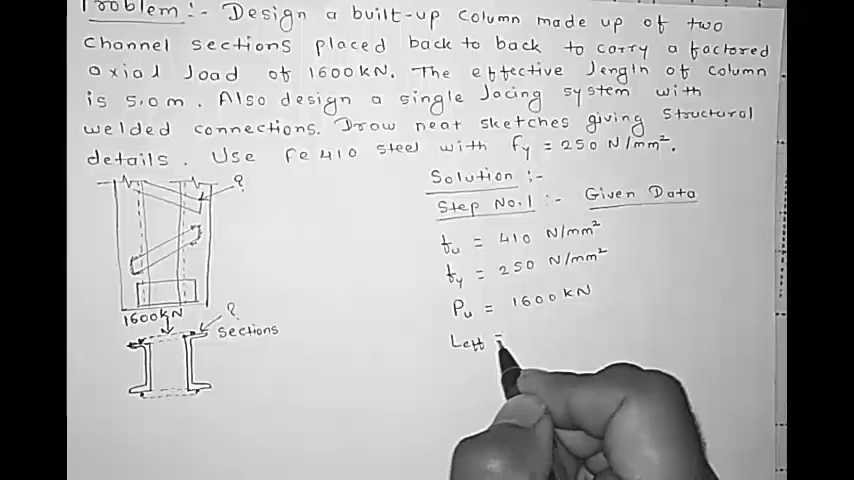 Problem :- Design a built-up column made up of two
channel sections placed back to back to carry a factored
axial load of 1600KN. The effective length of column
is 5.0m. Also design a single lacing system with
welded connections. Draw neat sketches giving structural
details. Use Fe 410 steel with fy = 250 N/mm².
Solution :-
Step No.1 :- Given Data
fu = 410 N/mm²
fy = 250 N/mm²
Pu = 1600KN
Leff =
?
1600KN
?
sections